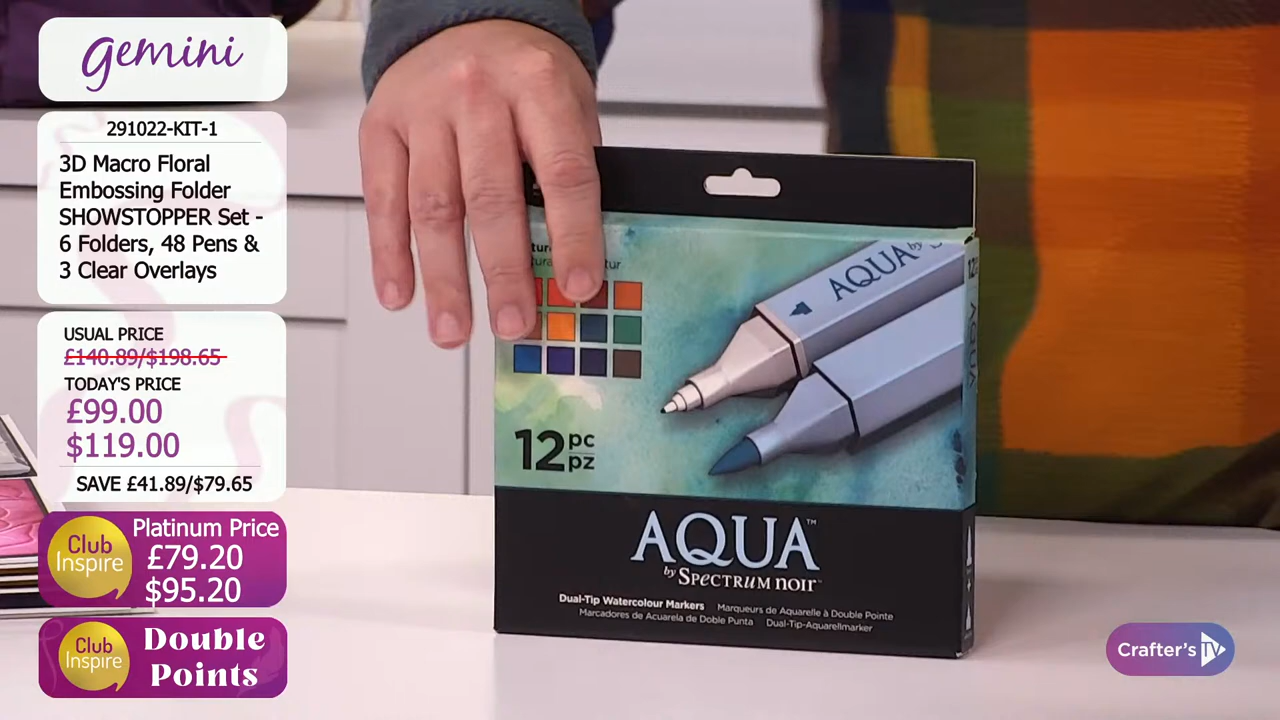 gemini
291022-KIT-1
3D Macro Floral
Embossing Folder
SHOWSTOPPER Set -
6 Folders, 48 Pens &
3 Clear Overlays
USUAL PRICE
£140.89/$198.65
TODAY'S PRICE
£99.00
$119.00
SAVE £41.89/$79.65
Club
Inspire
Platinum Price
£79.20
$95.20
Club
Inspire
Double
Points
AQUA by
12
AQUA
12 pc
pz
AQUA™
by Spectrum noir™
Dual-Tip Watercolour Markers Marqueurs de Aquarelle à Double Pointe
Marcadores de Acuarela de Doble Punta Dual-Tip-Aquarellmarker
Crafter's TV